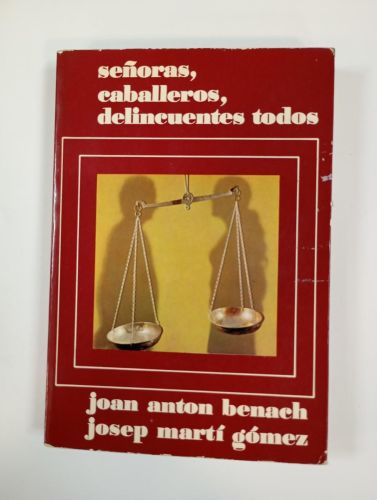 señoras,
caballeros,
delincuentes todos
joan anton benach
josep martí gómez